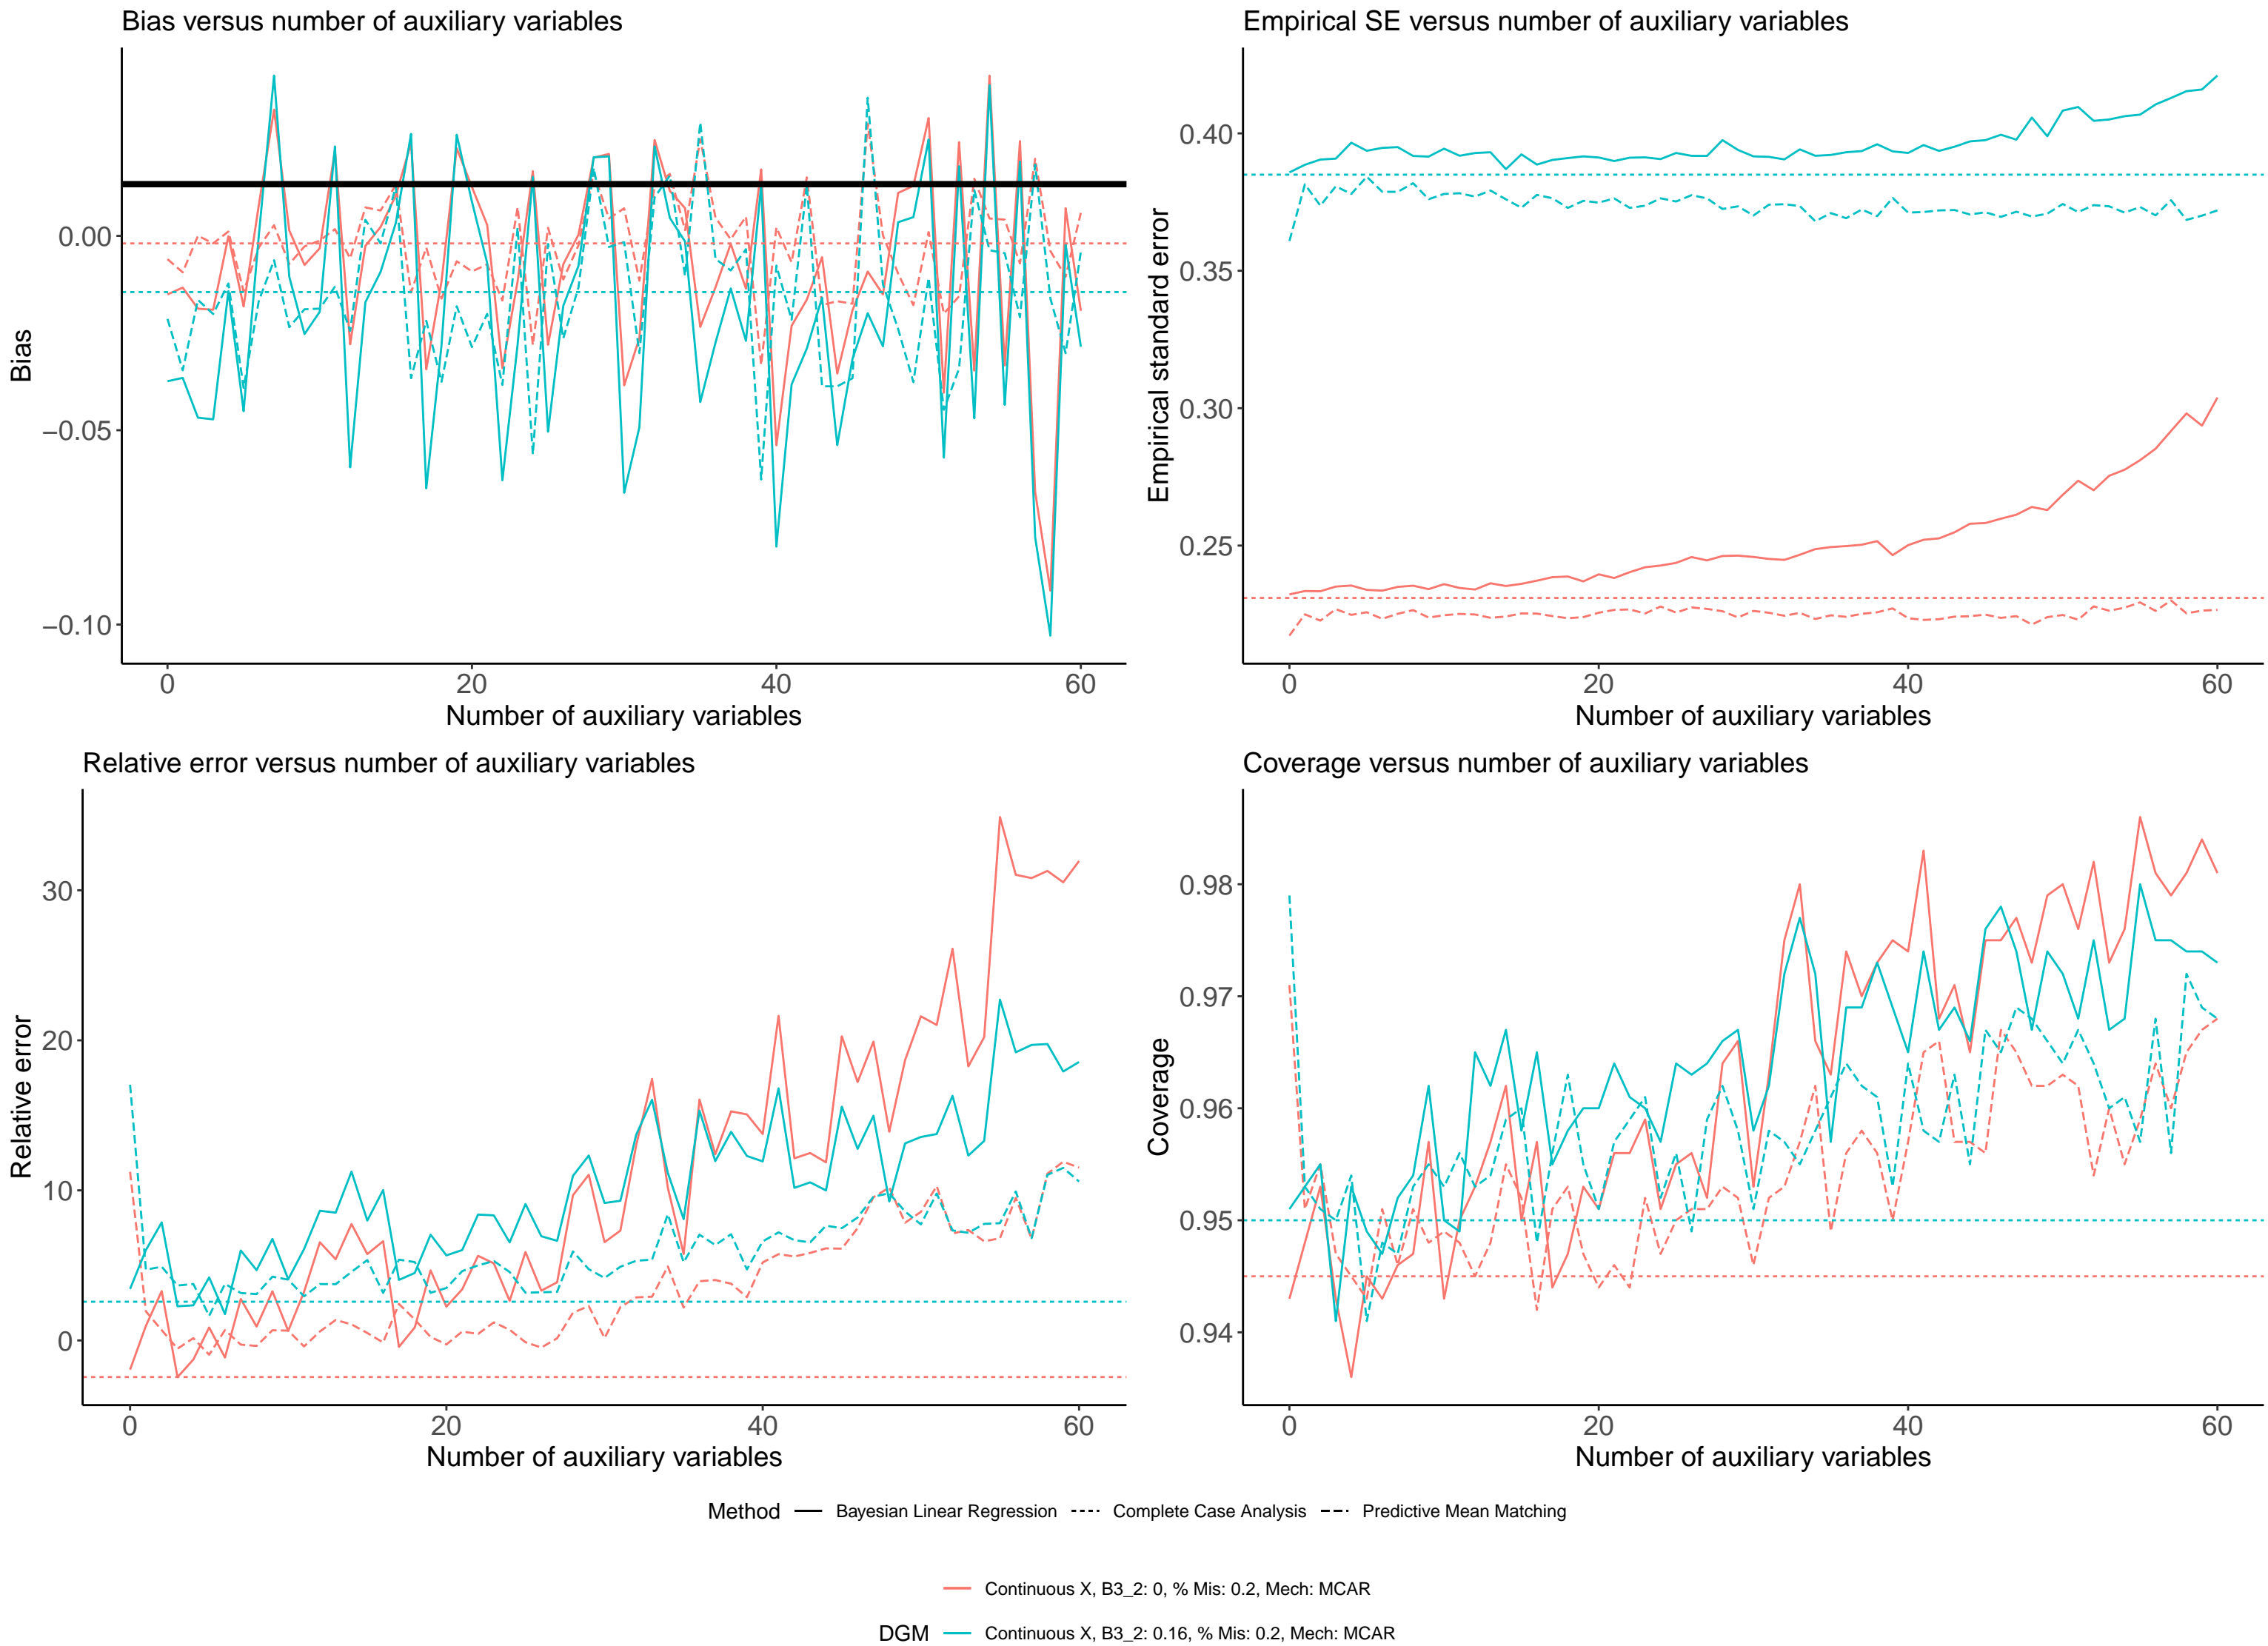 Bias versus number of auxiliary variables
Bias
0.00
−0.05
−0.10
0 20 40 60
Number of auxiliary variables
Empirical SE versus number of auxiliary variables
Empirical standard error
0.40
0.35
0.30
0.25
0 20 40 60
Number of auxiliary variables
Relative error versus number of auxiliary variables
Relative error
30
20
10
0
0 20 40 60
Number of auxiliary variables
Coverage versus number of auxiliary variables
Coverage
0.98
0.97
0.96
0.95
0.94
0 20 40 60
Number of auxiliary variables
Method Bayesian Linear Regression Complete Case Analysis Predictive Mean Matching
Continuous X, B3_2: 0, % Mis: 0.2, Mech: MCAR
DGM Continuous X, B3_2: 0.16, % Mis: 0.2, Mech: MCAR